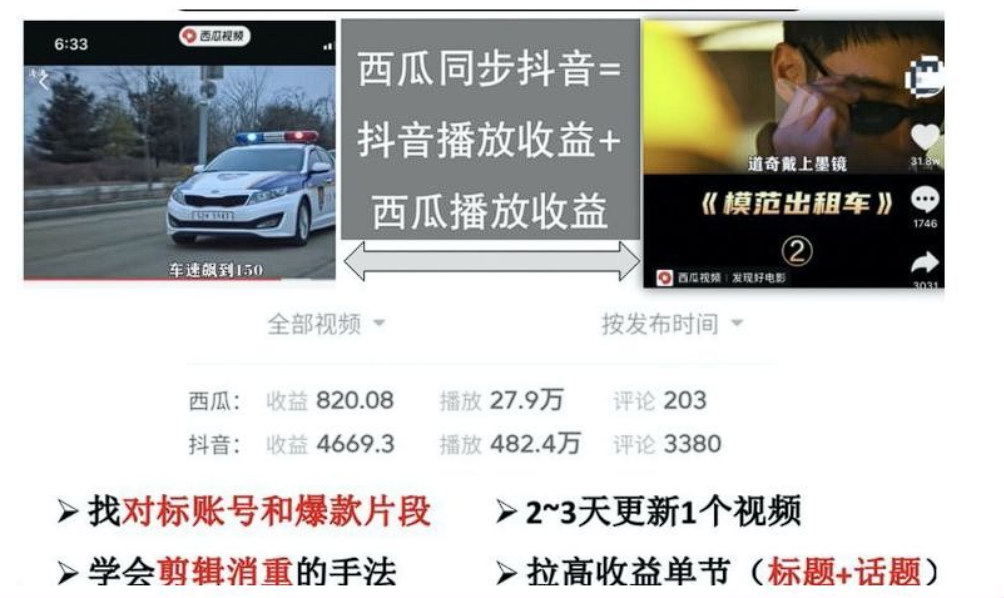 6:33
西瓜视频
车速飙到150
西瓜同步抖音=
抖音播放收益+
西瓜播放收益
道奇戴上墨镜
《模范出租车》
②
西瓜视频 | 发现好电影
31.8w
1746
3031
全部视频
按发布时间
西瓜： 收益 820.08 播放 27.9万 评论 203
抖音： 收益 4669.3 播放 482.4万 评论 3380
➢ 找对标账号和爆款片段
➢ 2~3天更新1个视频
➢ 学会剪辑消重的手法
➢ 拉高收益单节（标题+话题）